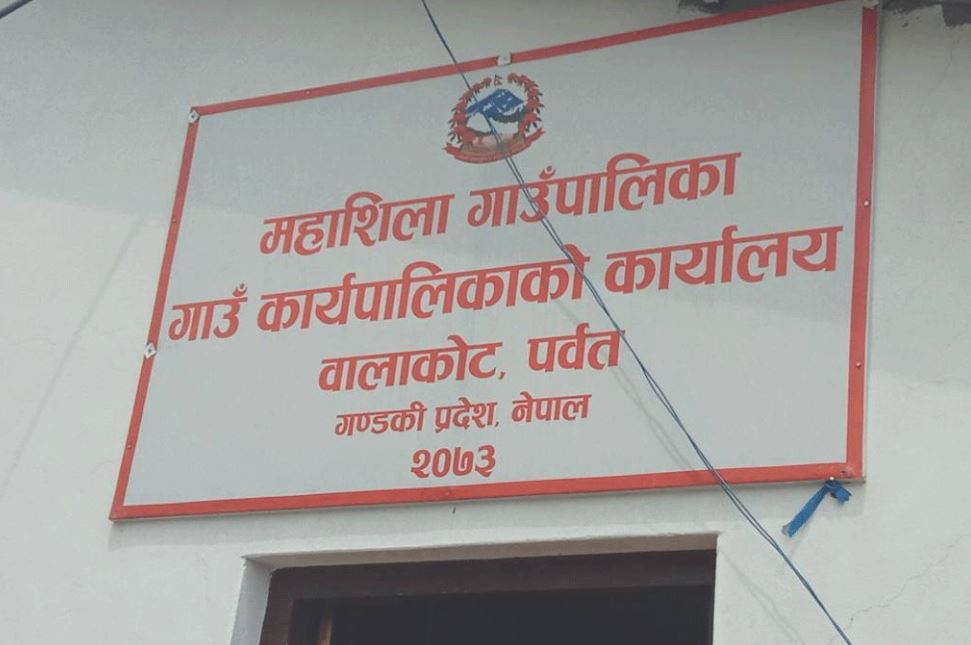 महाशिला गाउँपालिका
गाउँ कार्यपालिकाको कार्यालय
वालाकोट, पर्वत
गण्डकी प्रदेश, नेपाल
२०७३